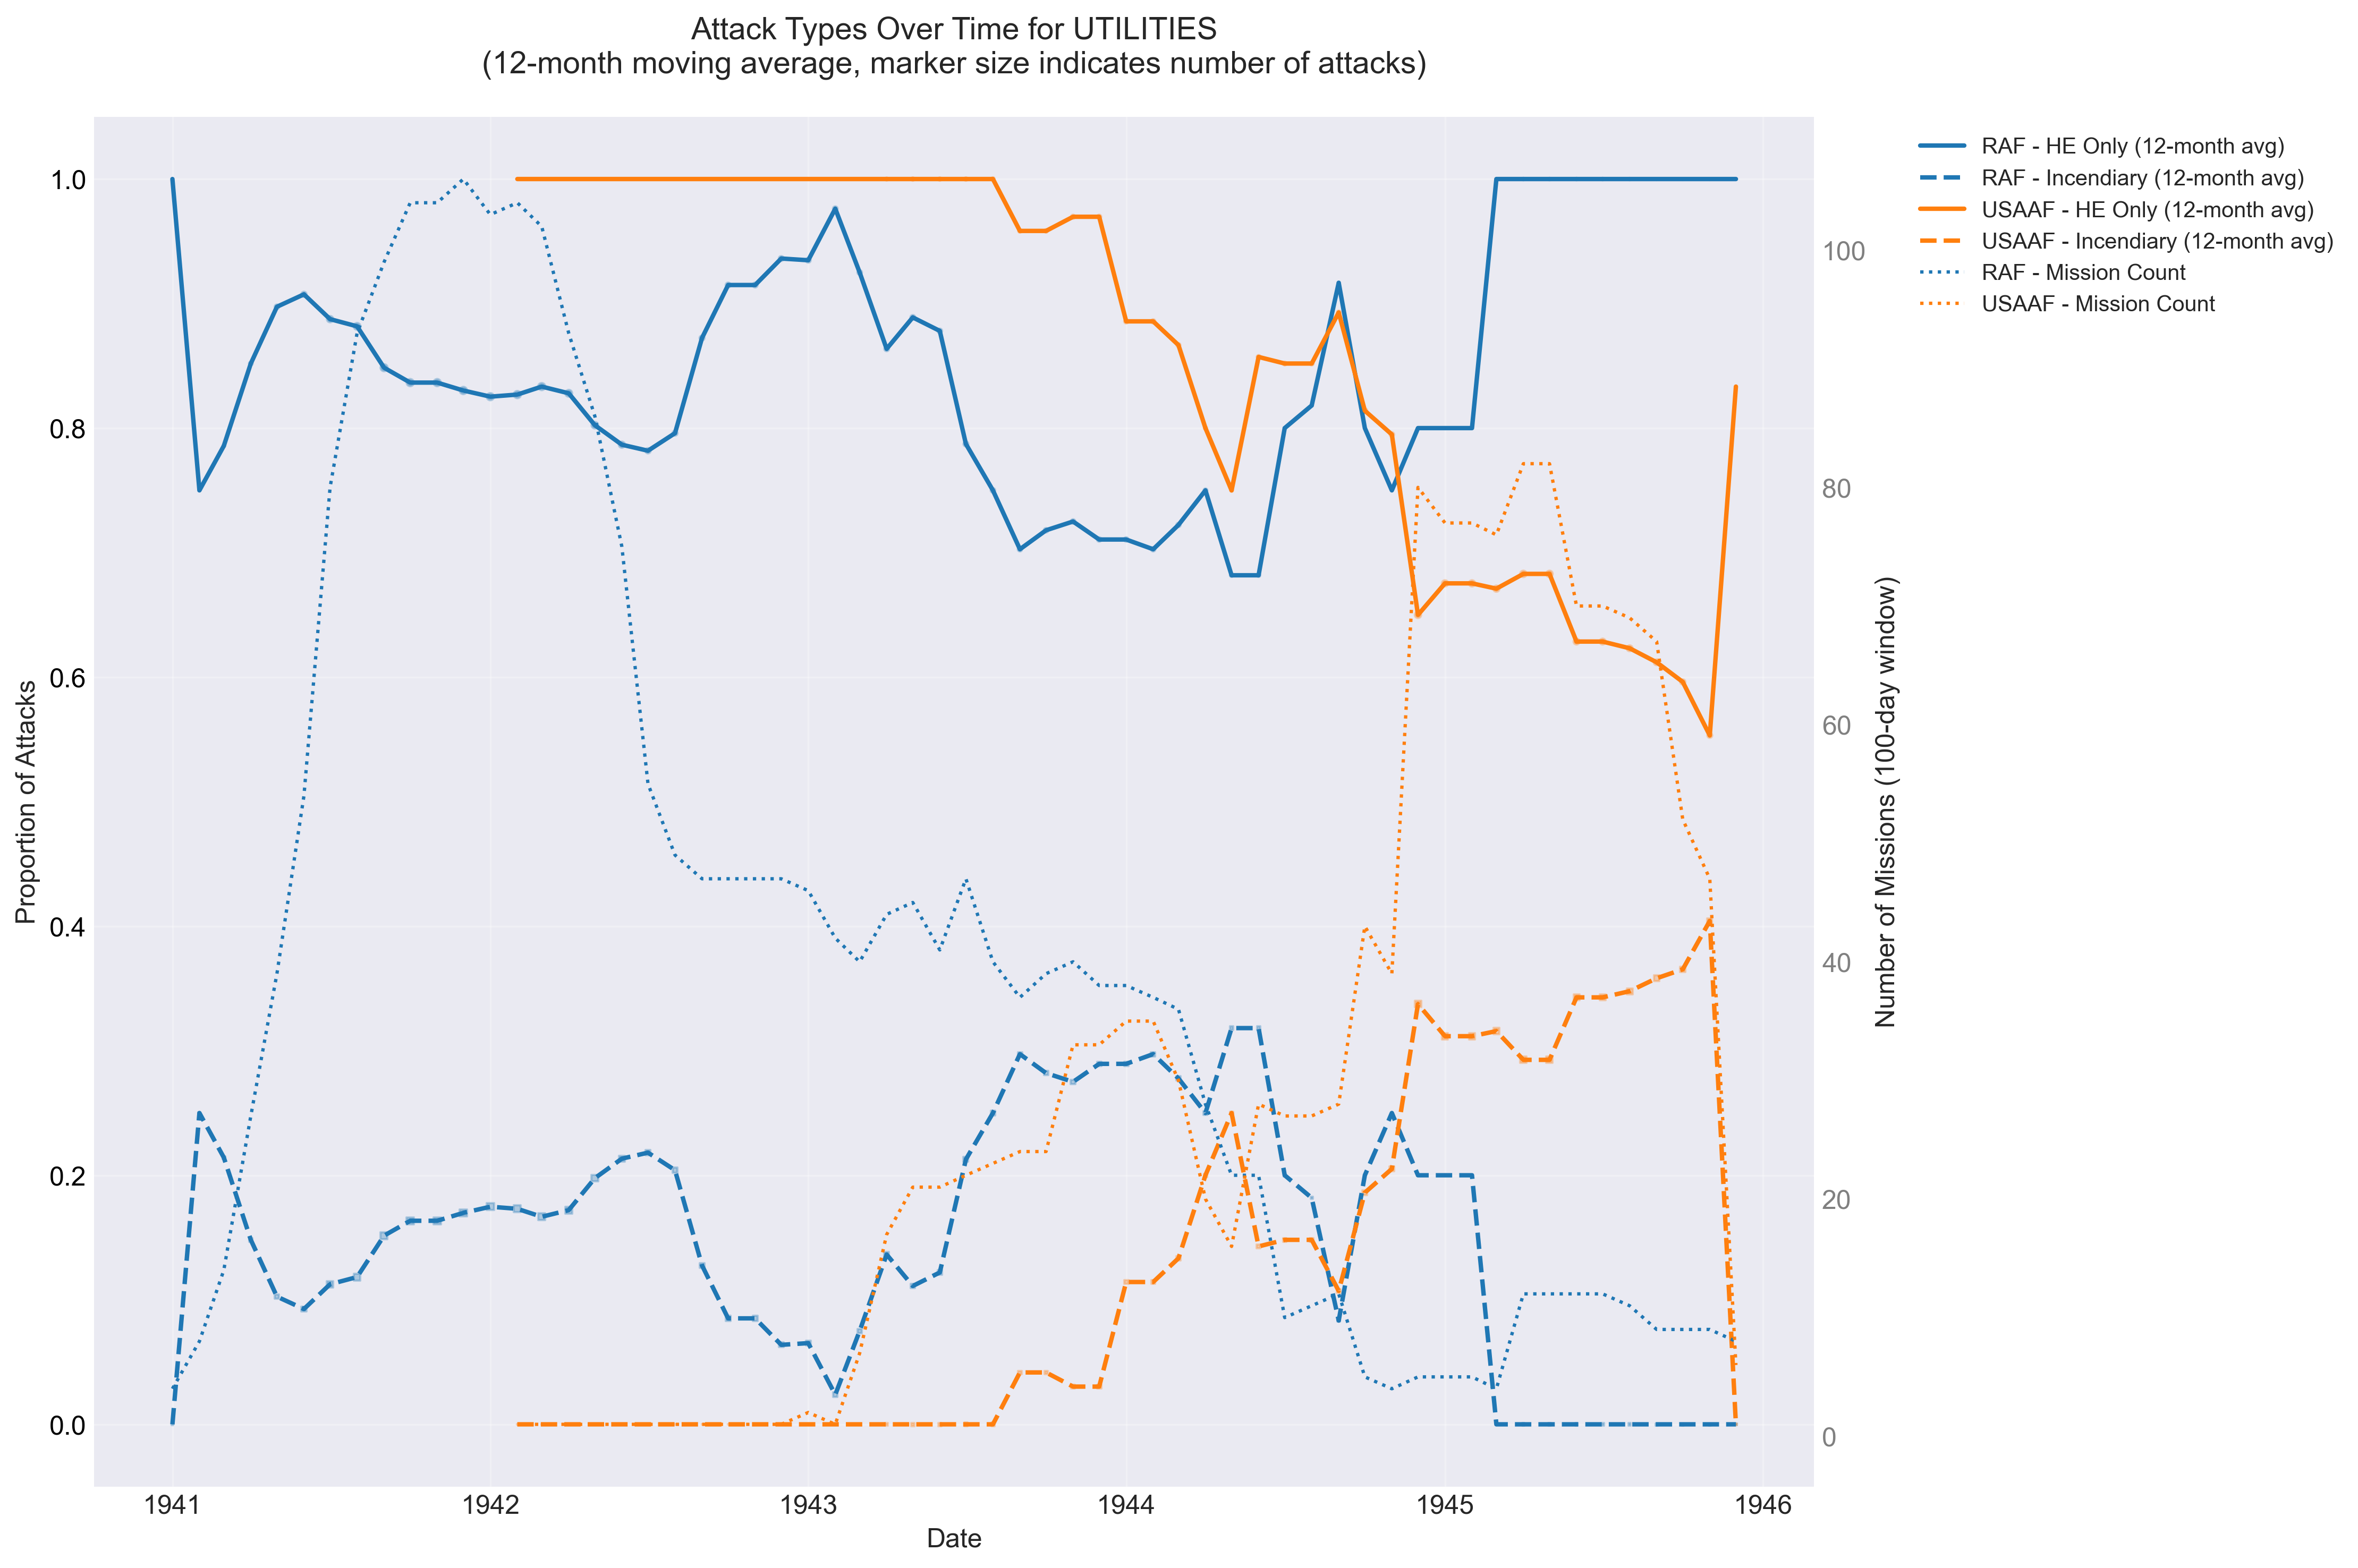 Attack Types Over Time for UTILITIES
(12-month moving average, marker size indicates number of attacks)
RAF - HE Only (12-month avg)
RAF - Incendiary (12-month avg)
USAAF - HE Only (12-month avg)
USAAF - Incendiary (12-month avg)
RAF - Mission Count
USAAF - Mission Count
Proportion of Attacks
1.0
0.8
0.6
0.4
0.2
0.0
Number of Missions (100-day window)
100
80
60
40
20
0
1941
1942
1943
1944
1945
1946
Date